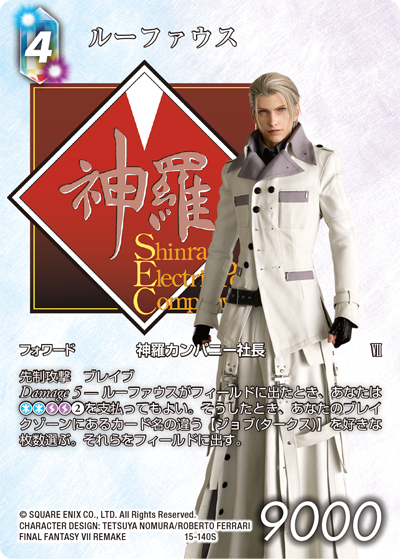 4
ルーファウス
神羅
Shinra
Electric
Company
フォワード 神羅カンパニー社長 VII
先制攻撃 ブレイブ
Damage 5 — ルーファウスがフィールドに出たとき、あなたは
2を支払ってもよい。そうしたとき、あなたのブレイ
クゾーンにあるカード名の違う【ジョブ(タークス)】を好きな
枚数選ぶ。それらをフィールドに出す。
© SQUARE ENIX CO., LTD. All Rights Reserved.
CHARACTER DESIGN: TETSUYA NOMURA/ROBERTO FERRARI
FINAL FANTASY VII REMAKE 15-140S
9000